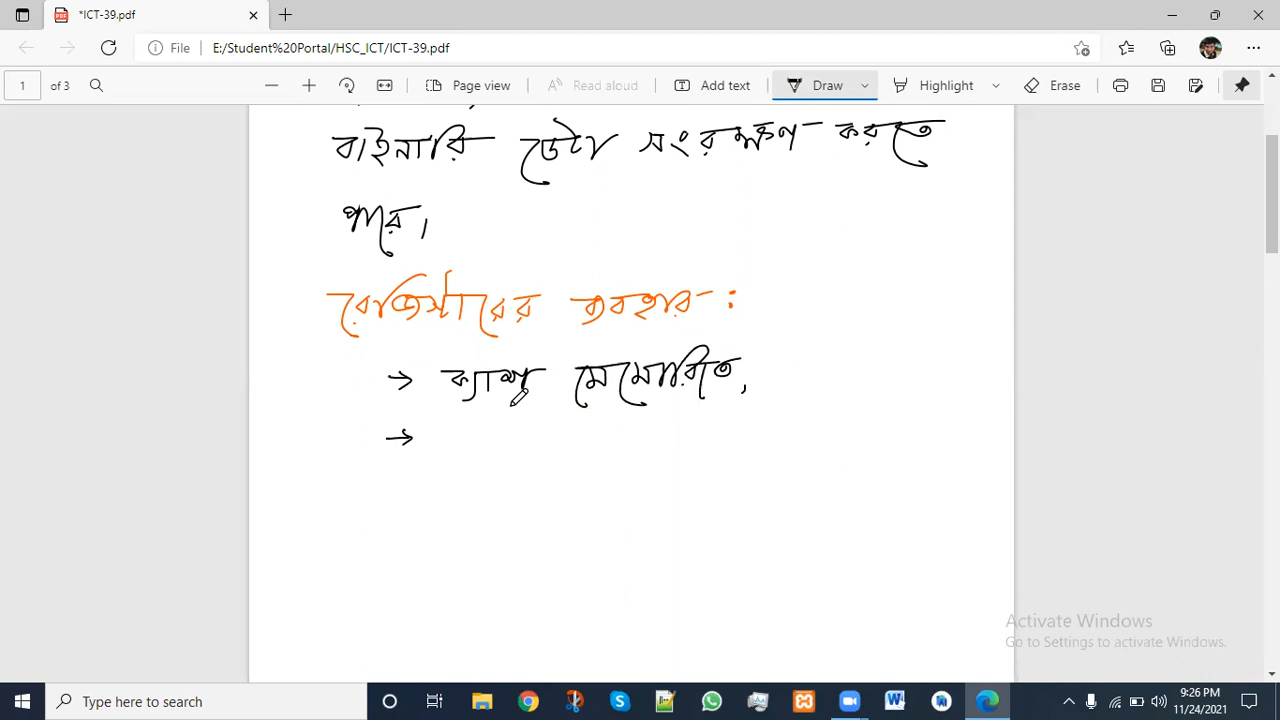 *ICT-39.pdf
File E:/Student%20Portal/HSC_ICT/ICT-39.pdf
1 of 3 Page view Read aloud Add text Draw Highlight Erase
বাইনারি ডেটা সংরক্ষণ করতে
পারে।
রেজিস্টারের ব্যবহার :
→ ক্যাশ মেমোরিতে,
→
Activate Windows
Go to Settings to activate Windows.
Type here to search
9:26 PM
11/24/2021